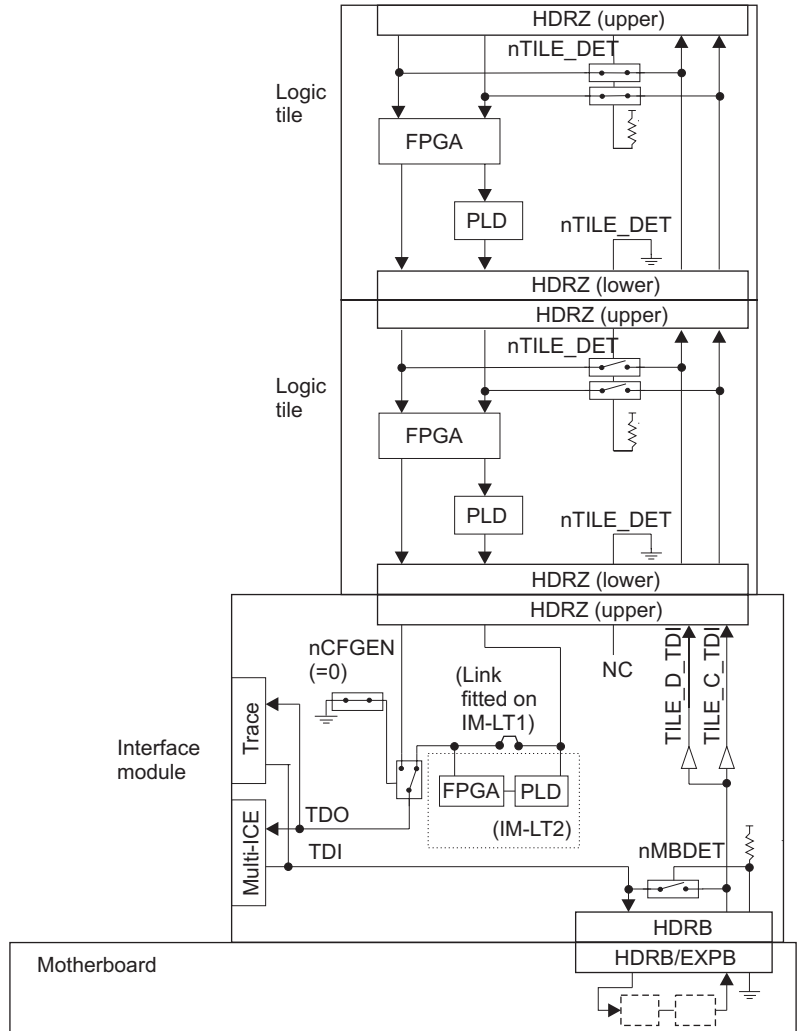 HDRZ (upper)
nTILE_DET
Logic
tile
FPGA
PLD
nTILE_DET
HDRZ (lower)
HDRZ (upper)
nTILE_DET
Logic
tile
FPGA
PLD
nTILE_DET
HDRZ (lower)
HDRZ (upper)
nCFGEN
(=0)
(Link
fitted on
IM-LT1)
NC
TILE_D_TDI
TILE_C_TDI
Trace
Interface
module
FPGA
PLD
(IM-LT2)
TDO
Multi-ICE
TDI
nMBDET
HDRB
HDRB/EXPB
Motherboard